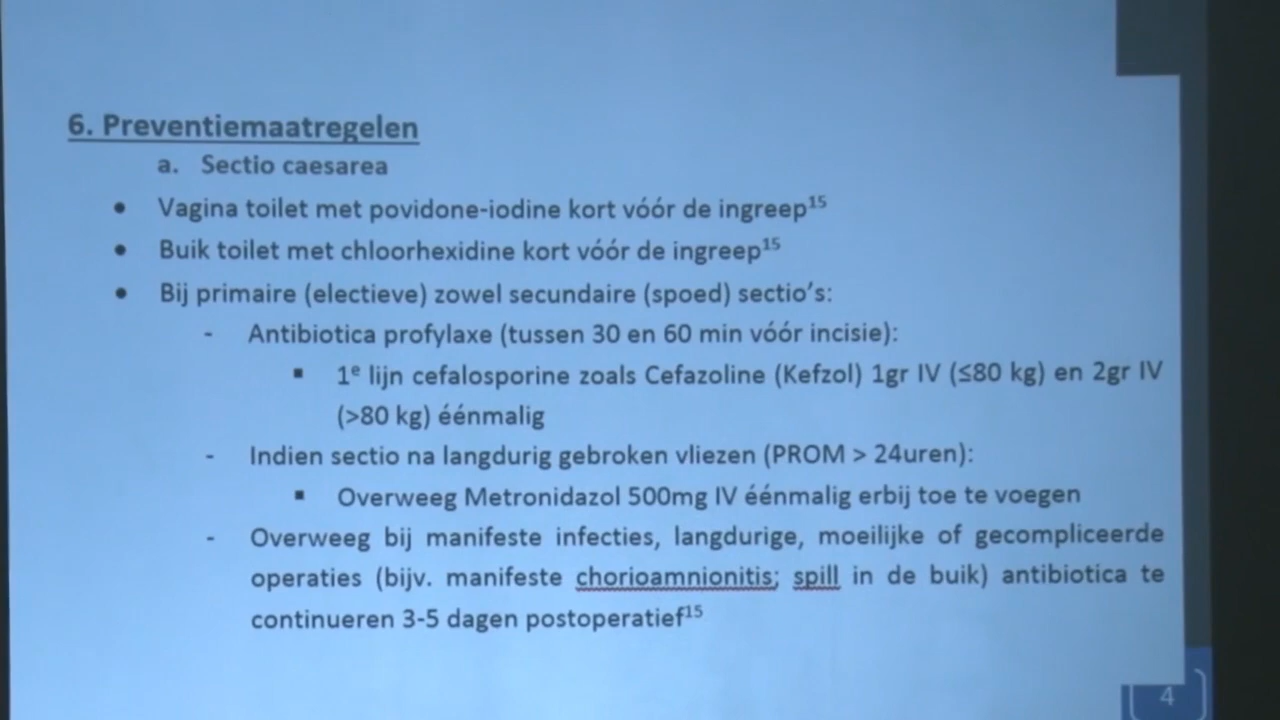 6. Preventiemaatregelen
a. Sectio caesarea
• Vagina toilet met povidone-iodine kort vóór de ingreep¹⁵
• Buik toilet met chloorhexidine kort vóór de ingreep¹⁵
• Bij primaire (electieve) zowel secundaire (spoed) sectio's:
- Antibiotica profylaxe (tussen 30 en 60 min vóór incisie):
▪ 1ᵉ lijn cefalosporine zoals Cefazoline (Kefzol) 1gr IV (≤80 kg) en 2gr IV
(>80 kg) éénmalig
- Indien sectio na langdurig gebroken vliezen (PROM > 24uren):
▪ Overweeg Metronidazol 500mg IV éénmalig erbij toe te voegen
- Overweeg bij manifeste infecties, langdurige, moeilijke of gecompliceerde
operaties (bijv. manifeste chorioamnionitis; spill in de buik) antibiotica te
continueren 3-5 dagen postoperatief¹⁵
4